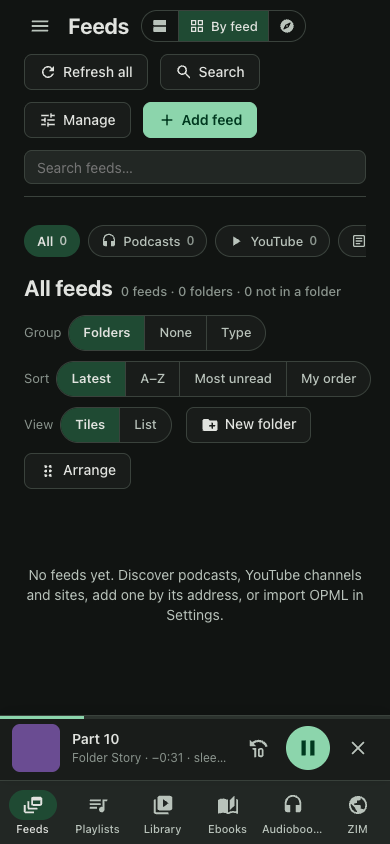 Feeds By feed
Refresh all Search
Manage + Add feed
Search feeds...
All 0 Podcasts 0 YouTube 0
All feeds 0 feeds · 0 folders · 0 not in a folder
Group Folders None Type
Sort Latest A–Z Most unread My order
View Tiles List New folder
Arrange
No feeds yet. Discover podcasts, YouTube channels
and sites, add one by its address, or import OPML in
Settings.
Part 10
Folder Story · −0:31 · slee...
10
Feeds Playlists Library Ebooks Audioboo... ZIM